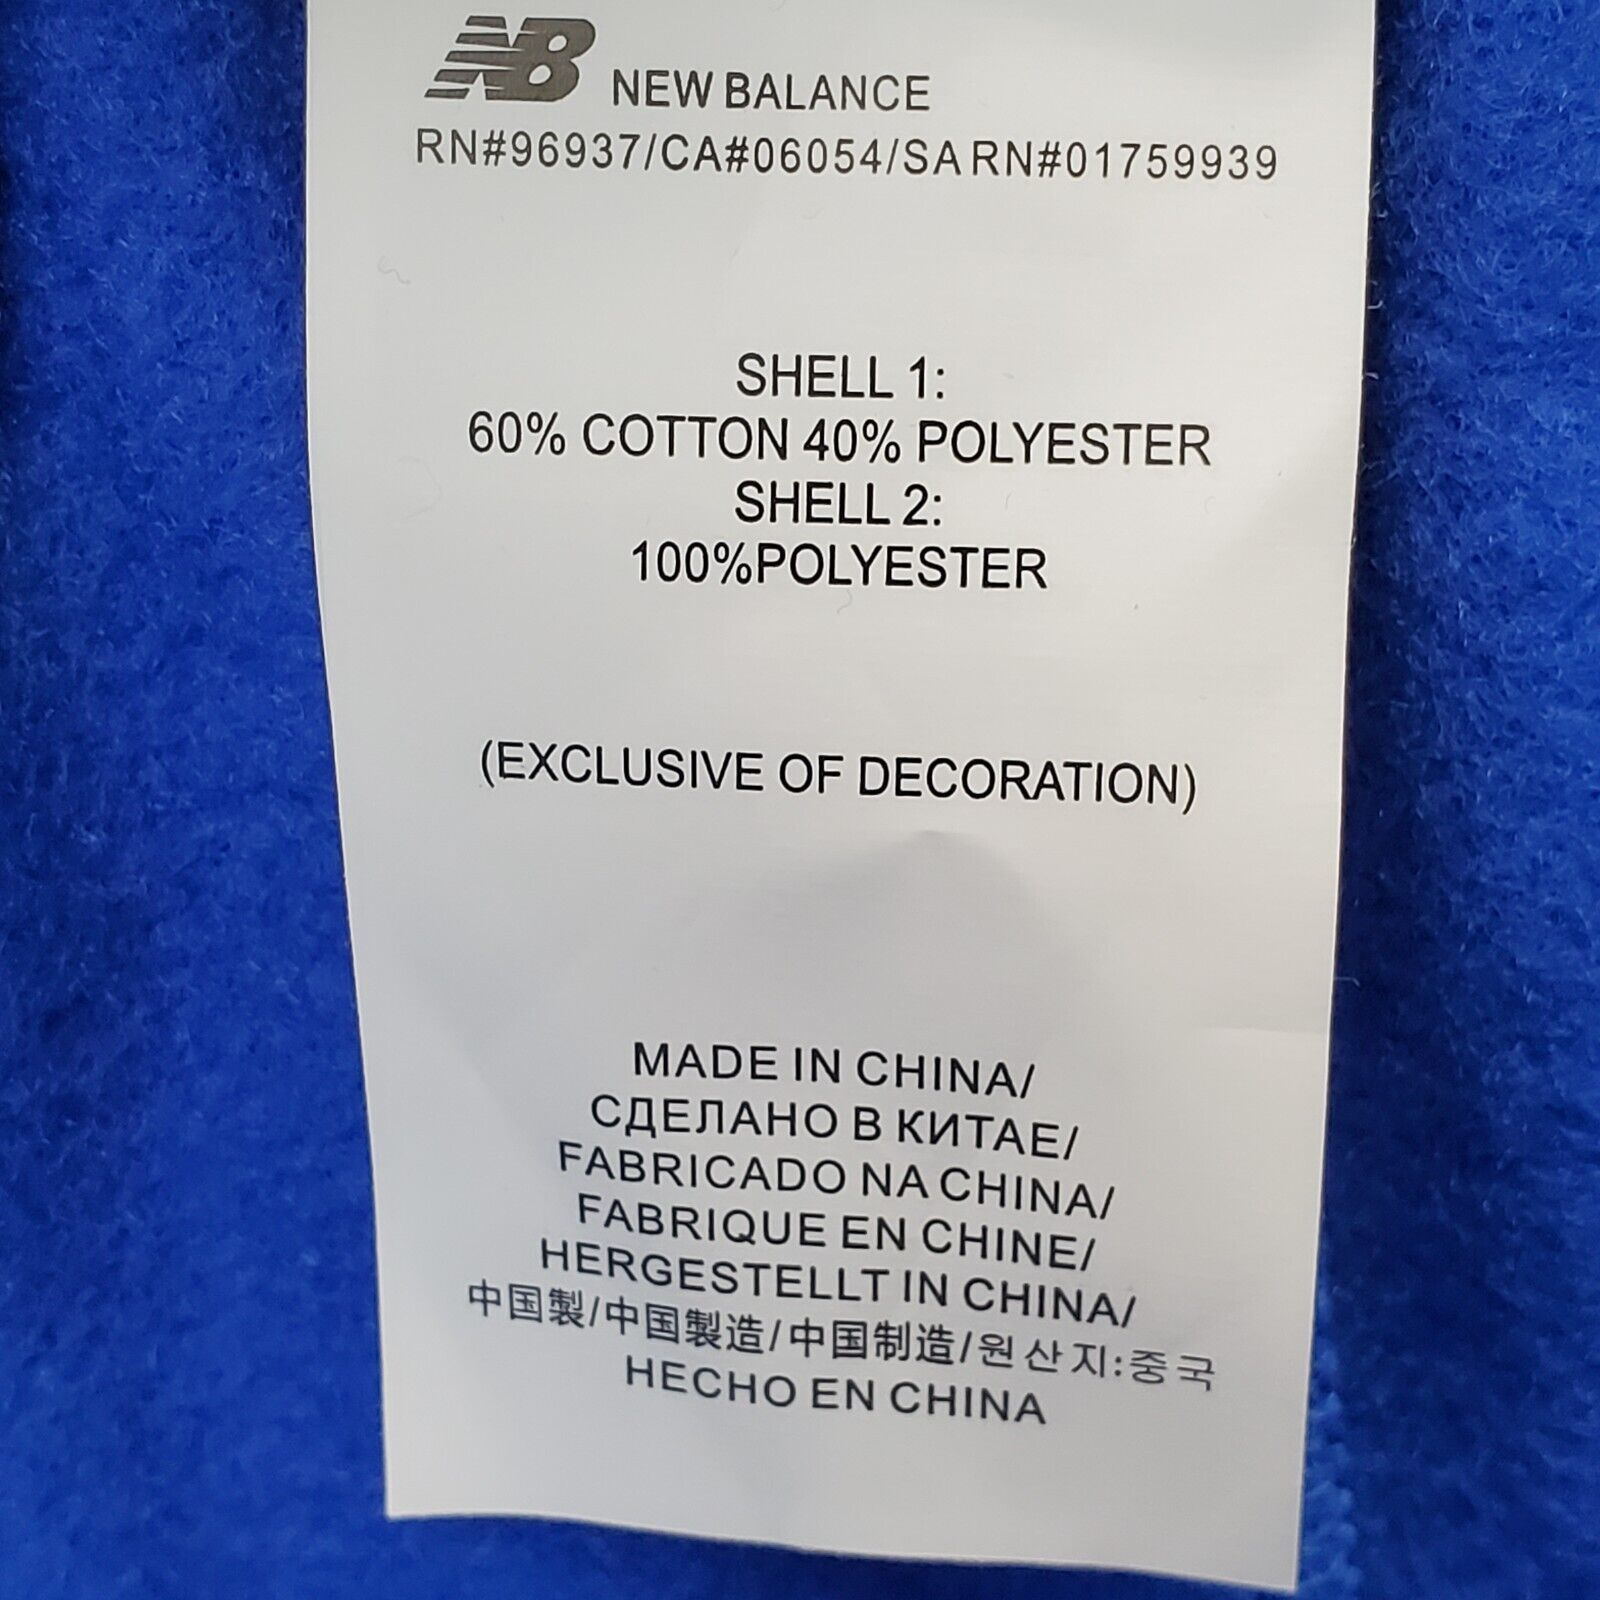 NB NEW BALANCE
RN#96937/CA#06054/SARN#01759939
SHELL 1:
60% COTTON 40% POLYESTER
SHELL 2:
100%POLYESTER
(EXCLUSIVE OF DECORATION)
MADE IN CHINA/
СДЕЛАНО В КИТАЕ/
FABRICADO NA CHINA/
FABRIQUE EN CHINE/
HERGESTELLT IN CHINA/
中国製/中国製造/中国制造/원산지:중국
HECHO EN CHINA